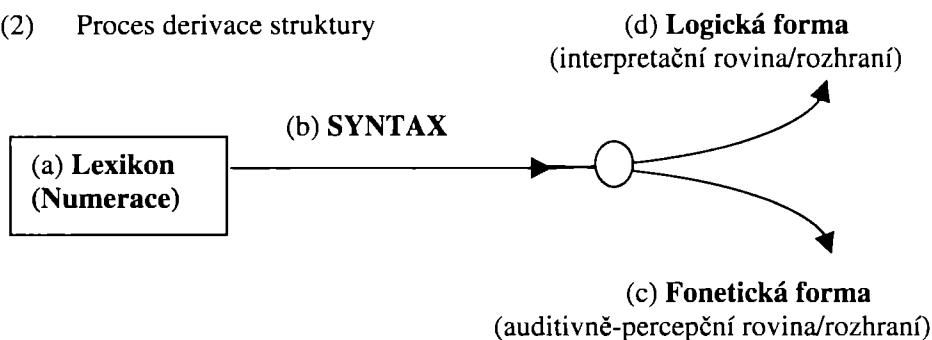 (2) Proces derivace struktury
(d) Logická forma
(interpretační rovina/rozhraní)
(b) SYNTAX
(a) Lexikon
(Numerace)
(c) Fonetická forma
(auditivně-percepční rovina/rozhraní)